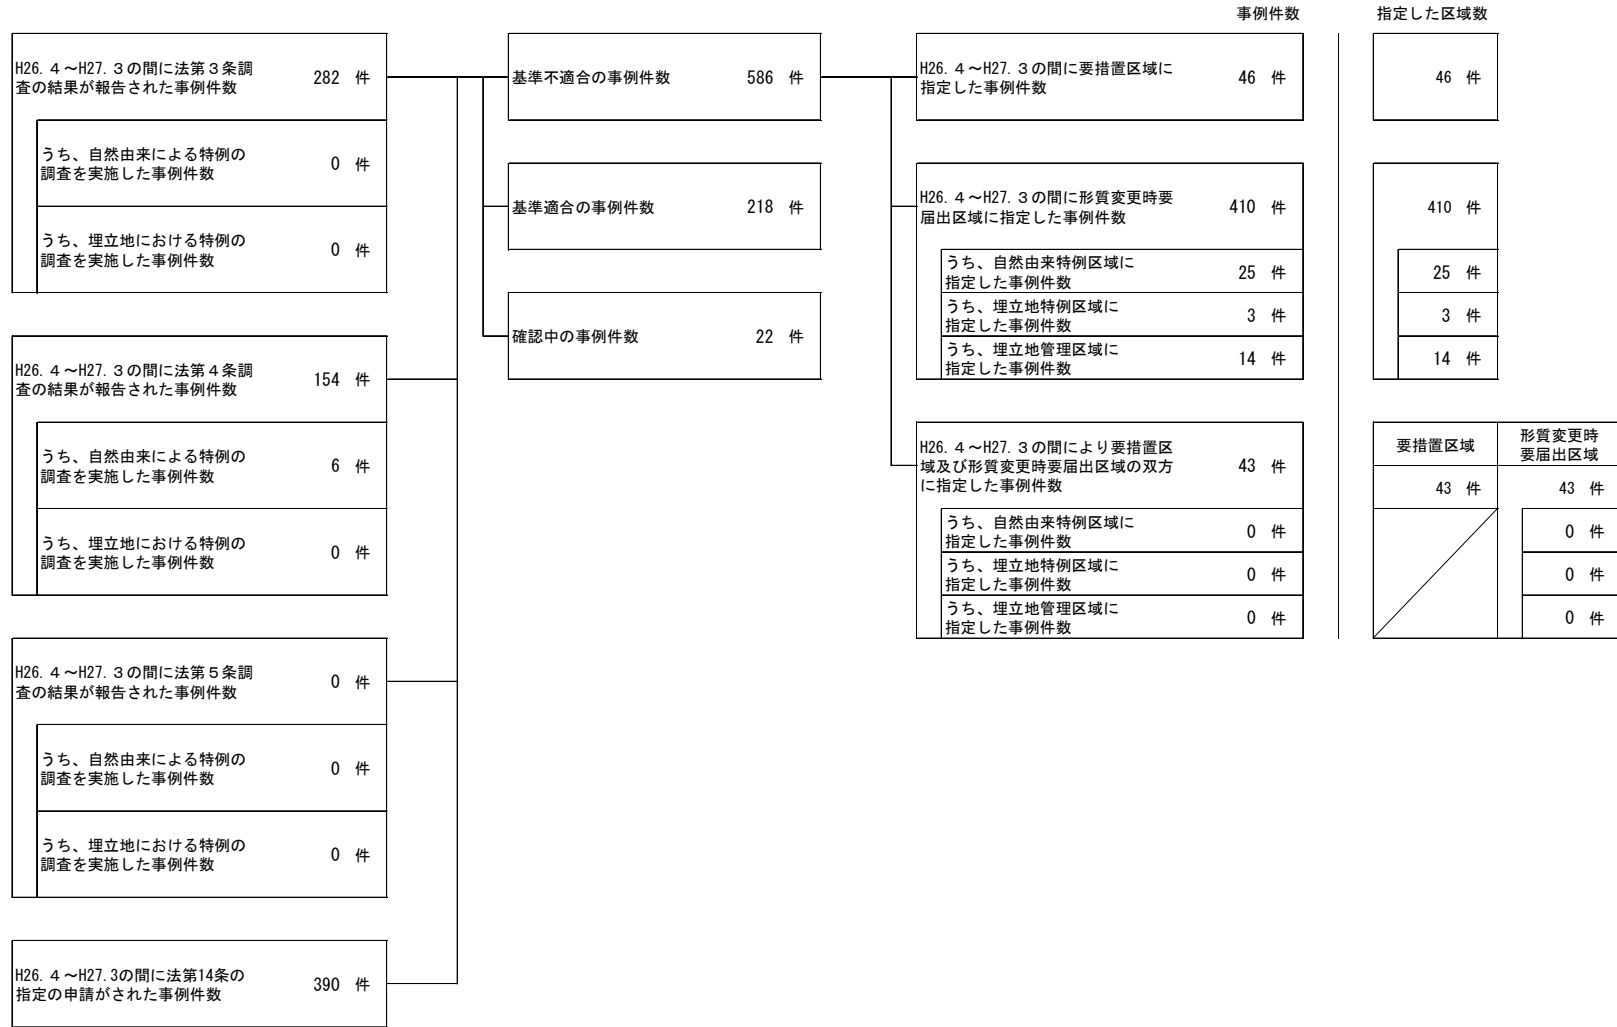 事例件数
指定した区域数
H26.４～H27.３の間に法第３条調
査の結果が報告された事例件数
282 件
うち、自然由来による特例の
調査を実施した事例件数
0 件
うち、埋立地における特例の
調査を実施した事例件数
0 件
H26.４～H27.３の間に法第４条調
査の結果が報告された事例件数
154 件
うち、自然由来による特例の
調査を実施した事例件数
6 件
うち、埋立地における特例の
調査を実施した事例件数
0 件
H26.４～H27.３の間に法第５条調
査の結果が報告された事例件数
0 件
うち、自然由来による特例の
調査を実施した事例件数
0 件
うち、埋立地における特例の
調査を実施した事例件数
0 件
H26.４～H27.3の間に法第14条の
指定の申請がされた事例件数
390 件
基準不適合の事例件数 586 件
基準適合の事例件数 218 件
確認中の事例件数 22 件
H26.４～H27.３の間に要措置区域に
指定した事例件数
46 件
46 件
H26.４～H27.３の間に形質変更時要
届出区域に指定した事例件数
410 件
410 件
うち、自然由来特例区域に
指定した事例件数
25 件
25 件
うち、埋立地特例区域に
指定した事例件数
3 件
3 件
うち、埋立地管理区域に
指定した事例件数
14 件
14 件
H26.４～H27.３の間により要措置区
域及び形質変更時要届出区域の双方
に指定した事例件数
43 件
要措置区域
形質変更時
要届出区域
43 件
43 件
うち、自然由来特例区域に
指定した事例件数
0 件
0 件
うち、埋立地特例区域に
指定した事例件数
0 件
0 件
うち、埋立地管理区域に
指定した事例件数
0 件
0 件